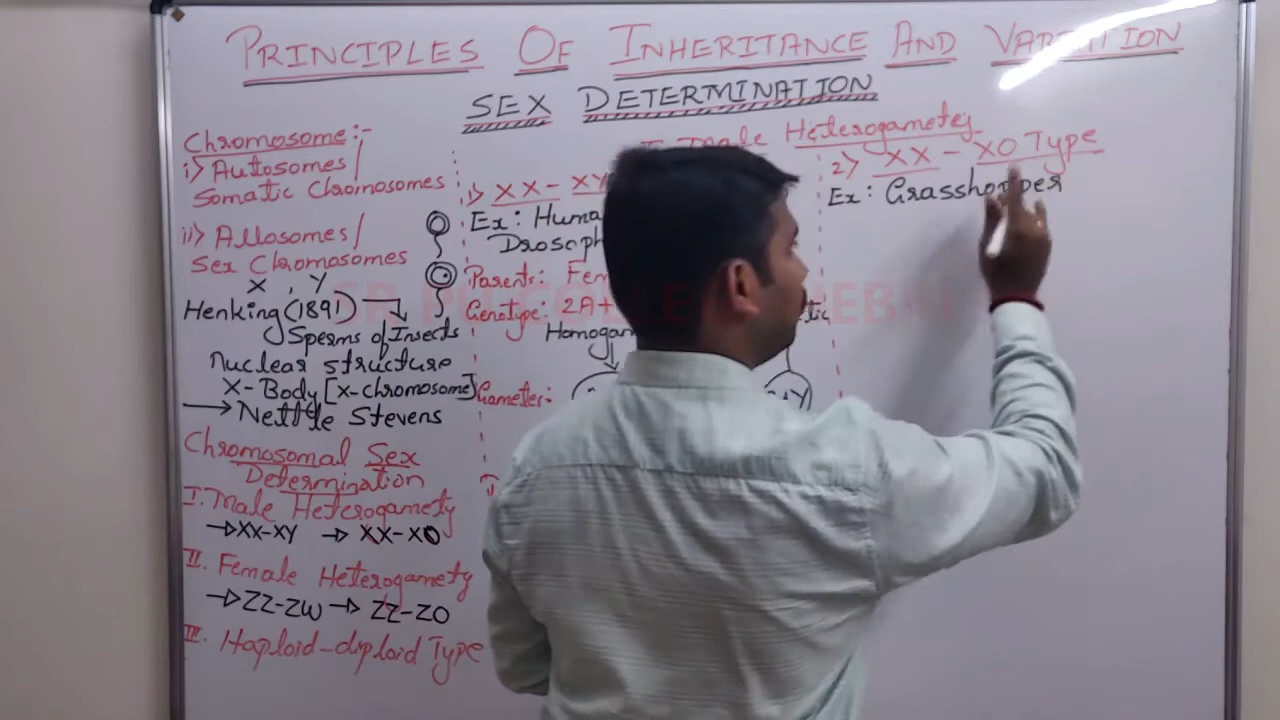 PRINCIPLES OF INHERITANCE AND VARIATION
SEX DETERMINATION
Chromosome:-
i) Autosomes/
Somatic Chromosomes
ii) Allosomes/
Sex Chromosomes
X , Y
Henking(1891)
Sperms of Insects
Nuclear structure
X-Body [X-chromosome]
→ Nettle Stevens
Chromosomal Sex
Determination
I. Male Heterogamety
→ XX-XY → XX-XO
II. Female Heterogamety
→ ZZ-ZW → ZZ-ZO
III. Haploid-diploid Type
I. Male Heterogametey
1) XX - XY
Ex: Huma
Drosoph
Parents: Fem
Genotype: 2A+
Homogam
Gametes:
2) XX - XO Type
Ex: Grasshopper